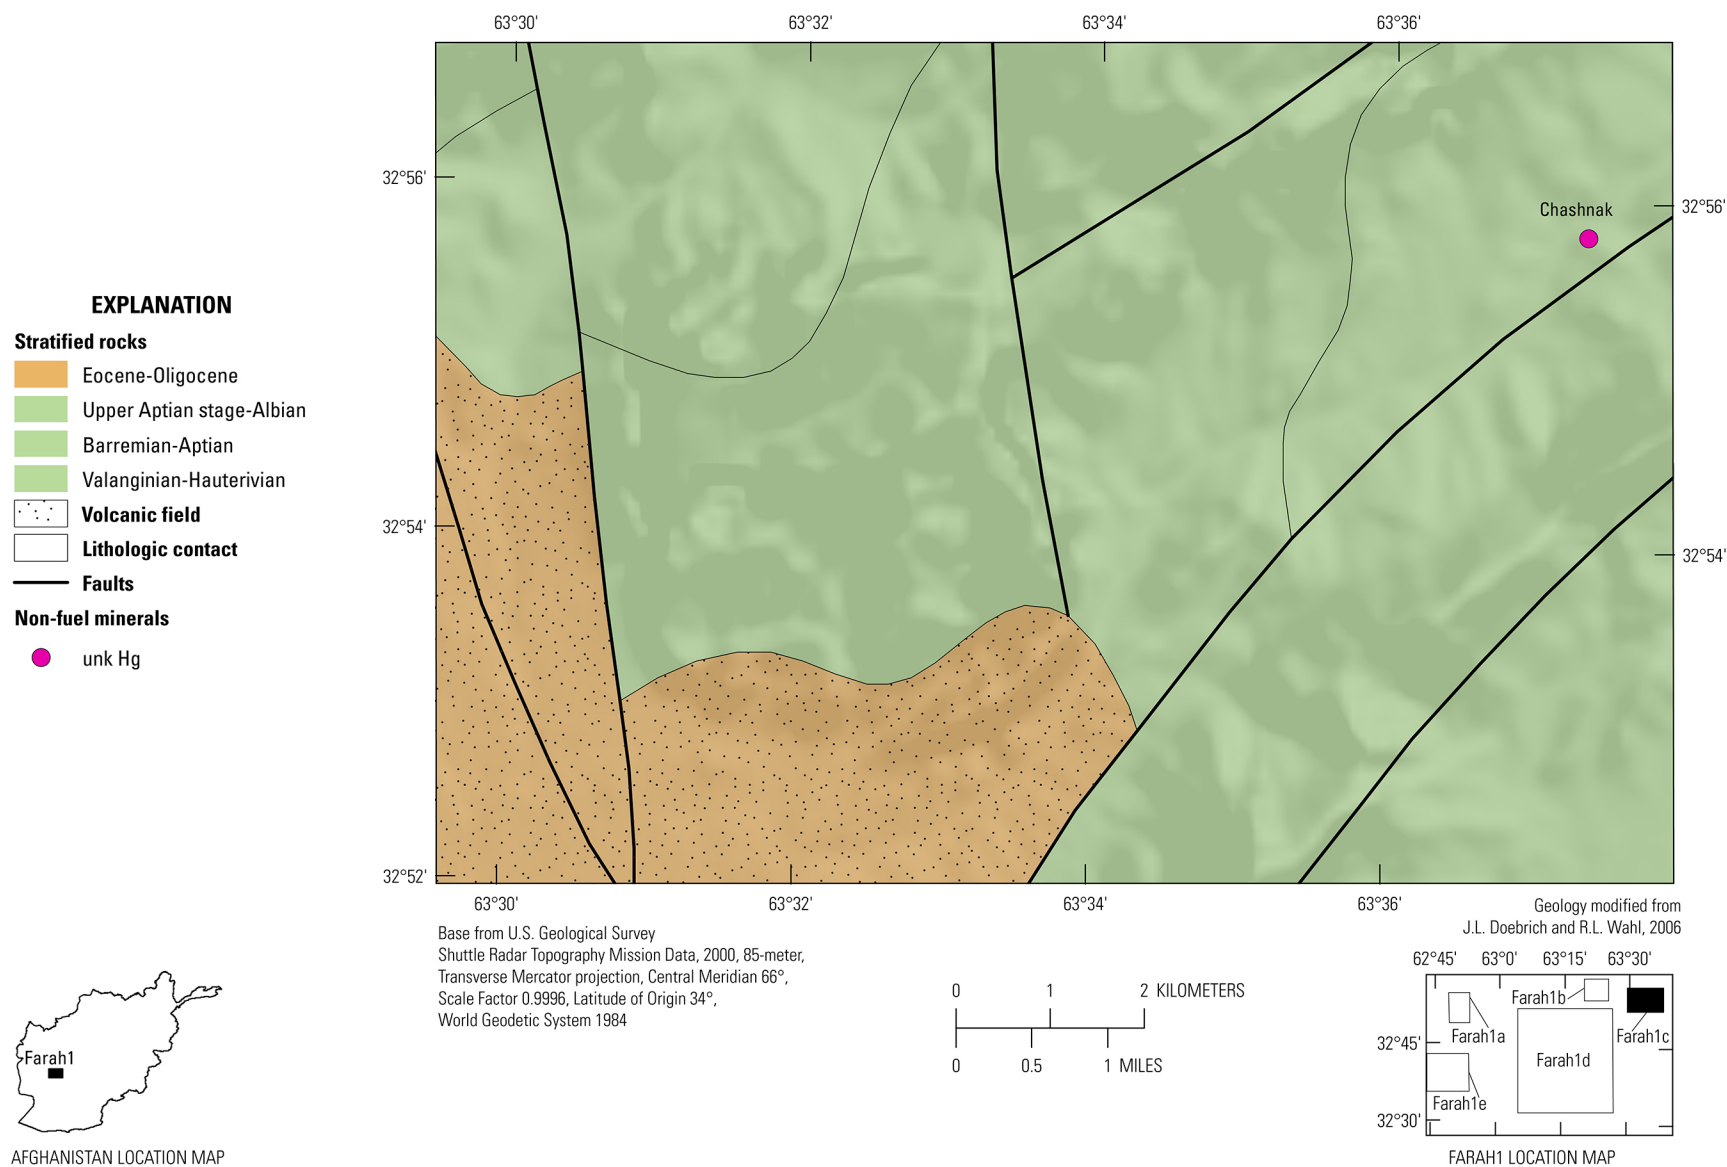 63°30' 63°32' 63°34' 63°36'
32°56'
Chashnak
32°56'
EXPLANATION
Stratified rocks
Eocene-Oligocene
Upper Aptian stage-Albian
Barremian-Aptian
Valanginian-Hauterivian
Volcanic field
Lithologic contact
Faults
Non-fuel minerals
unk Hg
32°54'
32°54'
32°52'
63°30' 63°32' 63°34' 63°36'
Geology modified from
J.L. Doebrich and R.L. Wahl, 2006
Base from U.S. Geological Survey
Shuttle Radar Topography Mission Data, 2000, 85-meter,
Transverse Mercator projection, Central Meridian 66°,
Scale Factor 0.9996, Latitude of Origin 34°,
World Geodetic System 1984
0 1 2 KILOMETERS
0 0.5 1 MILES
Farah1
AFGHANISTAN LOCATION MAP
62°45' 63°0' 63°15' 63°30'
Farah1b
Farah1a
Farah1c
32°45'
Farah1d
Farah1e
32°30'
FARAH1 LOCATION MAP